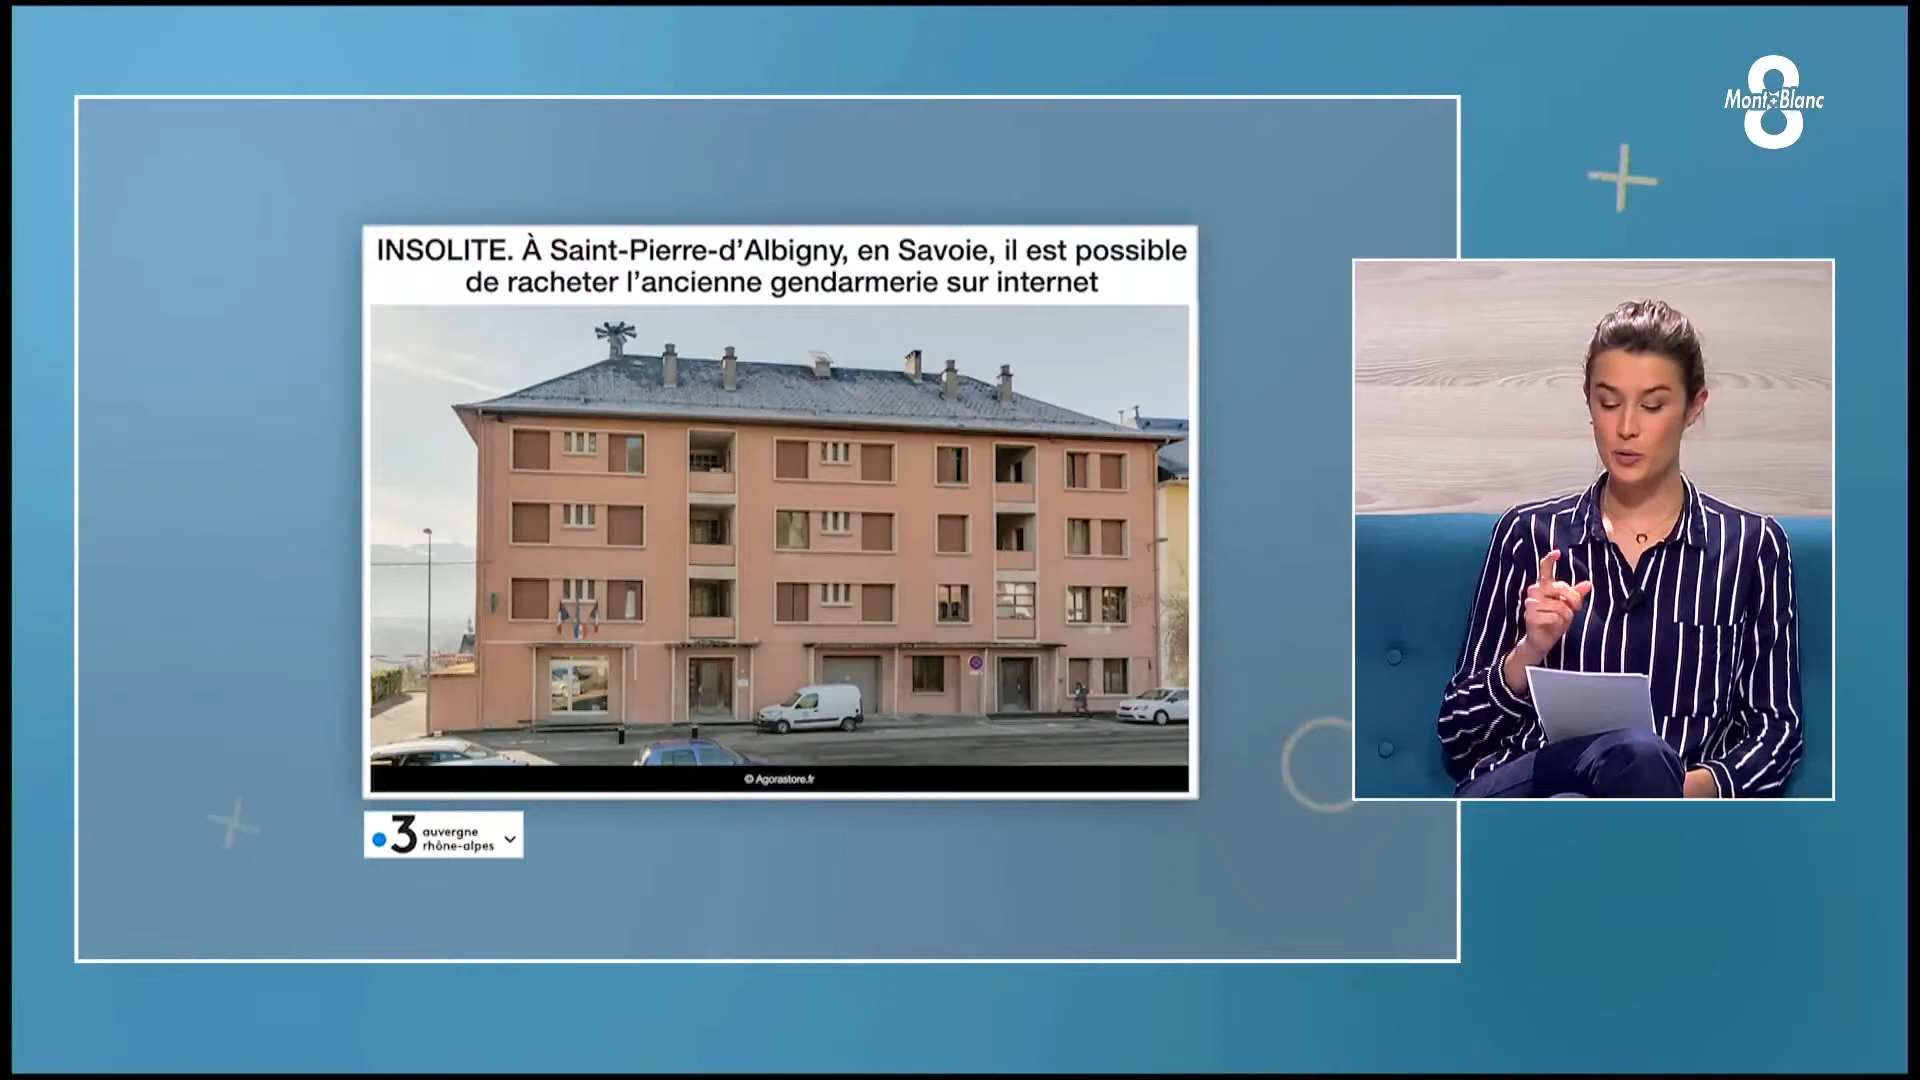 8
Mont Blanc
INSOLITE. À Saint-Pierre-d’Albigny, en Savoie, il est possible
de racheter l’ancienne gendarmerie sur internet
© Agorastore.fr
3 auvergne
rhône-alpes